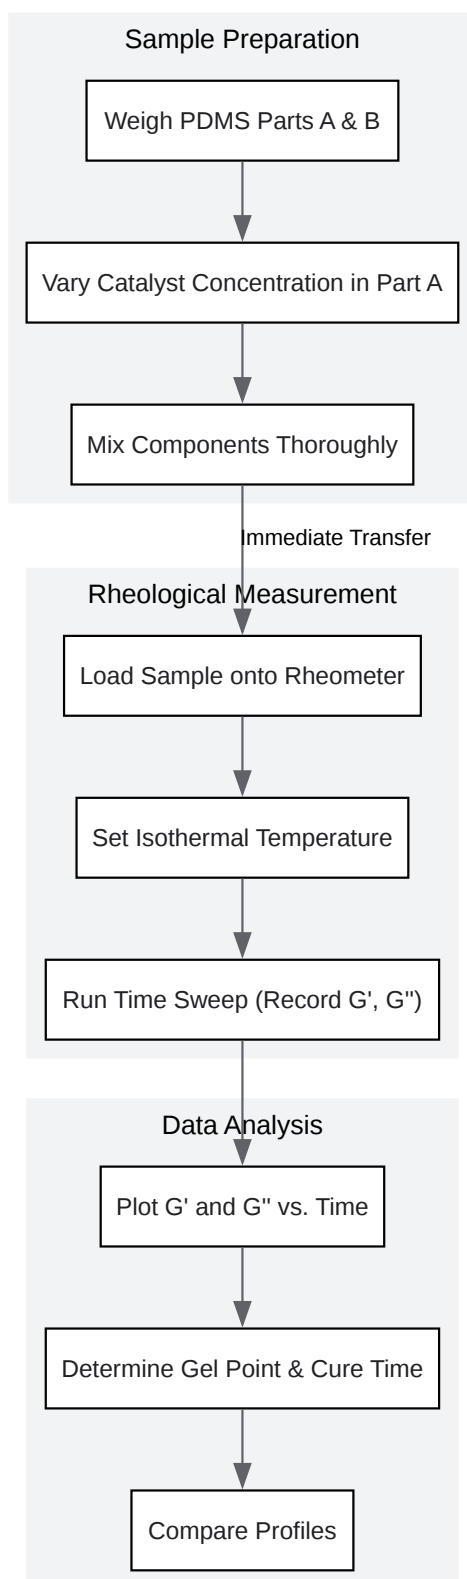 Sample Preparation
Weigh PDMS Parts A & B
Vary Catalyst Concentration in Part A
Mix Components Thoroughly
Immediate Transfer
Rheological Measurement
Load Sample onto Rheometer
Set Isothermal Temperature
Run Time Sweep (Record G', G'')
Data Analysis
Plot G' and G'' vs. Time
Determine Gel Point & Cure Time
Compare Profiles